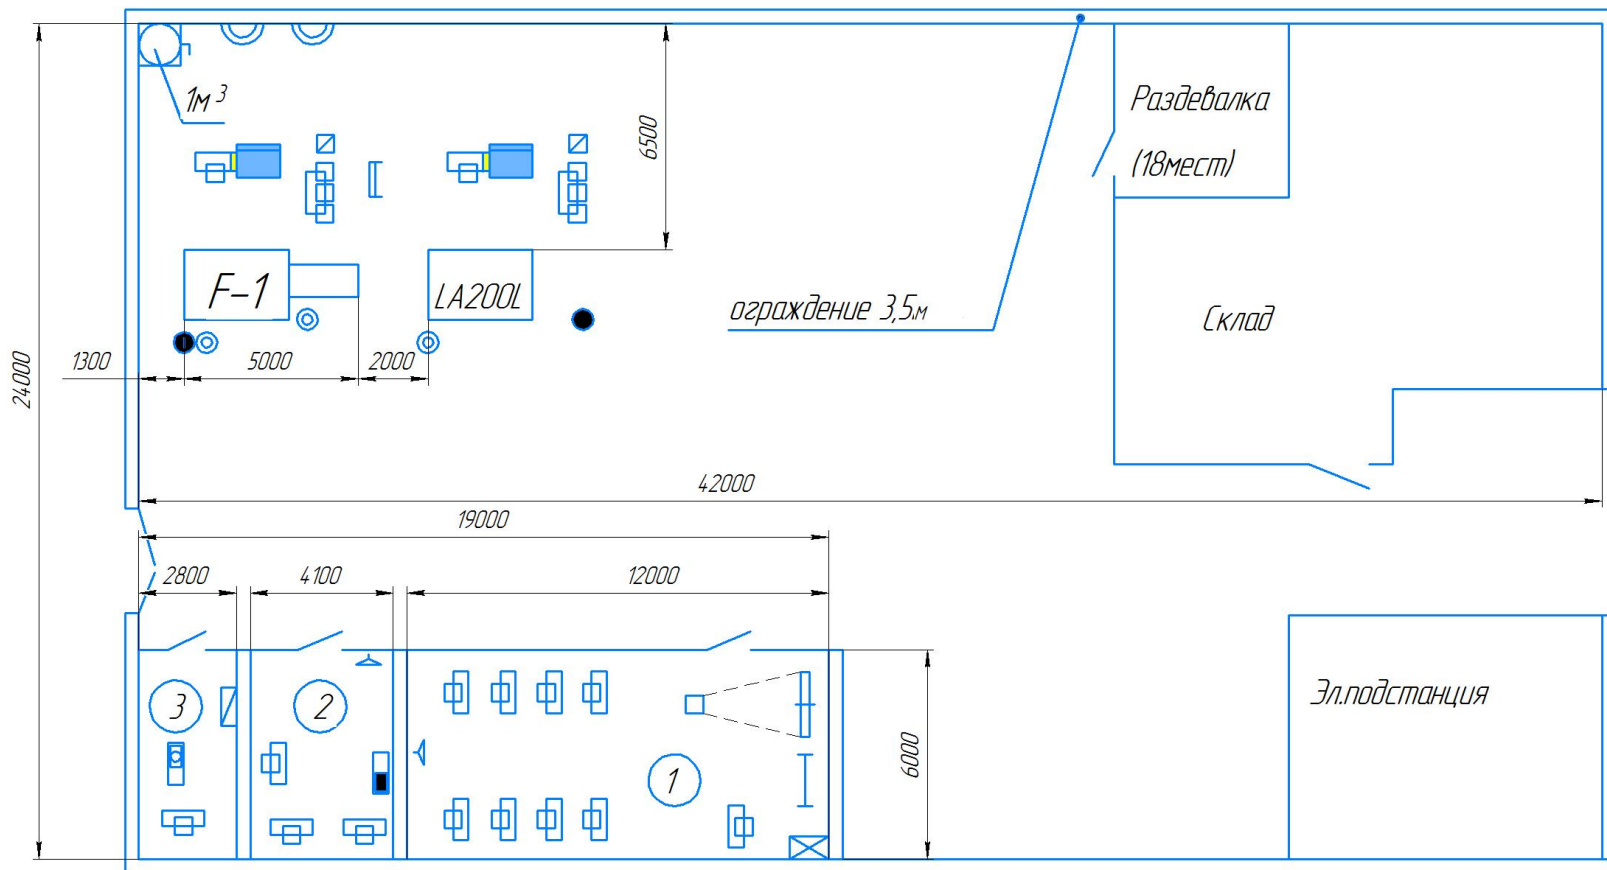 1м³
6500
Раздевалка
(18мест)
F-1
LA200L
ограждение 3,5м
Склад
1300
5000
2000
24000
42000
19000
2800
4100
12000
3
2
1
6000
Эл.подстанция